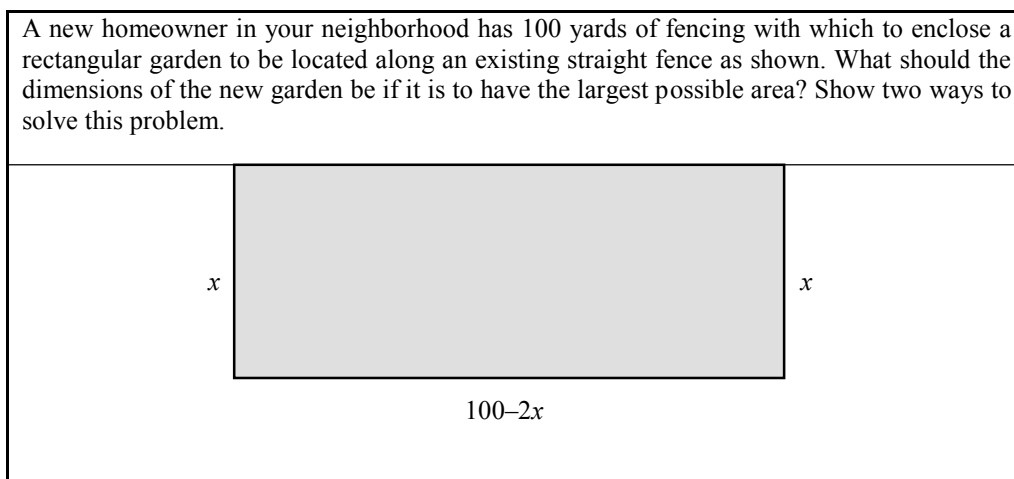 A new homeowner in your neighborhood has 100 yards of fencing with which to enclose a
rectangular garden to be located along an existing straight fence as shown. What should the
dimensions of the new garden be if it is to have the largest possible area? Show two ways to
solve this problem.
x
x
100–2x